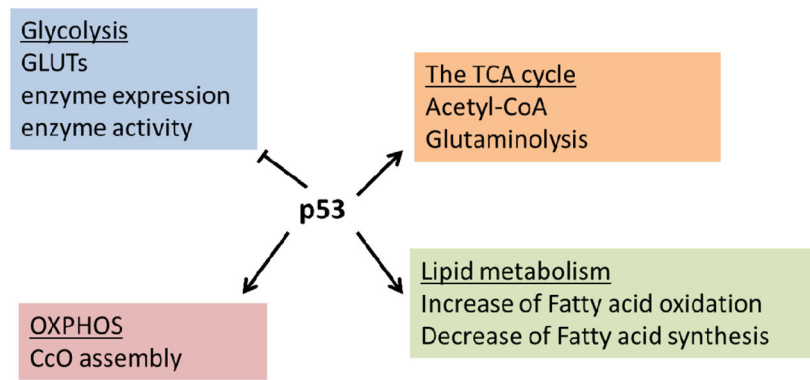 Glycolysis
GLUTs
enzyme expression
enzyme activity
The TCA cycle
Acetyl-CoA
Glutaminolysis
p53
OXPHOS
CcO assembly
Lipid metabolism
Increase of Fatty acid oxidation
Decrease of Fatty acid synthesis